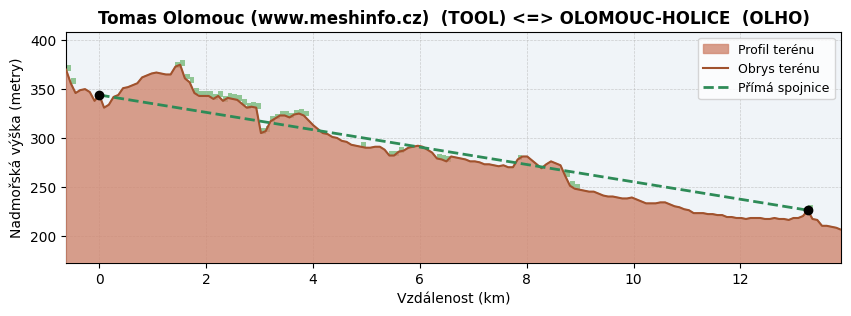 Tomas Olomouc (www.meshinfo.cz)  (TOOL) <=> OLOMOUC-HOLICE  (OLHO)
Nadmořská výška (metry)
400
350
300
250
200
Profil terénu
Obrys terénu
Přímá spojnice
0 2 4 6 8 10 12
Vzdálenost (km)